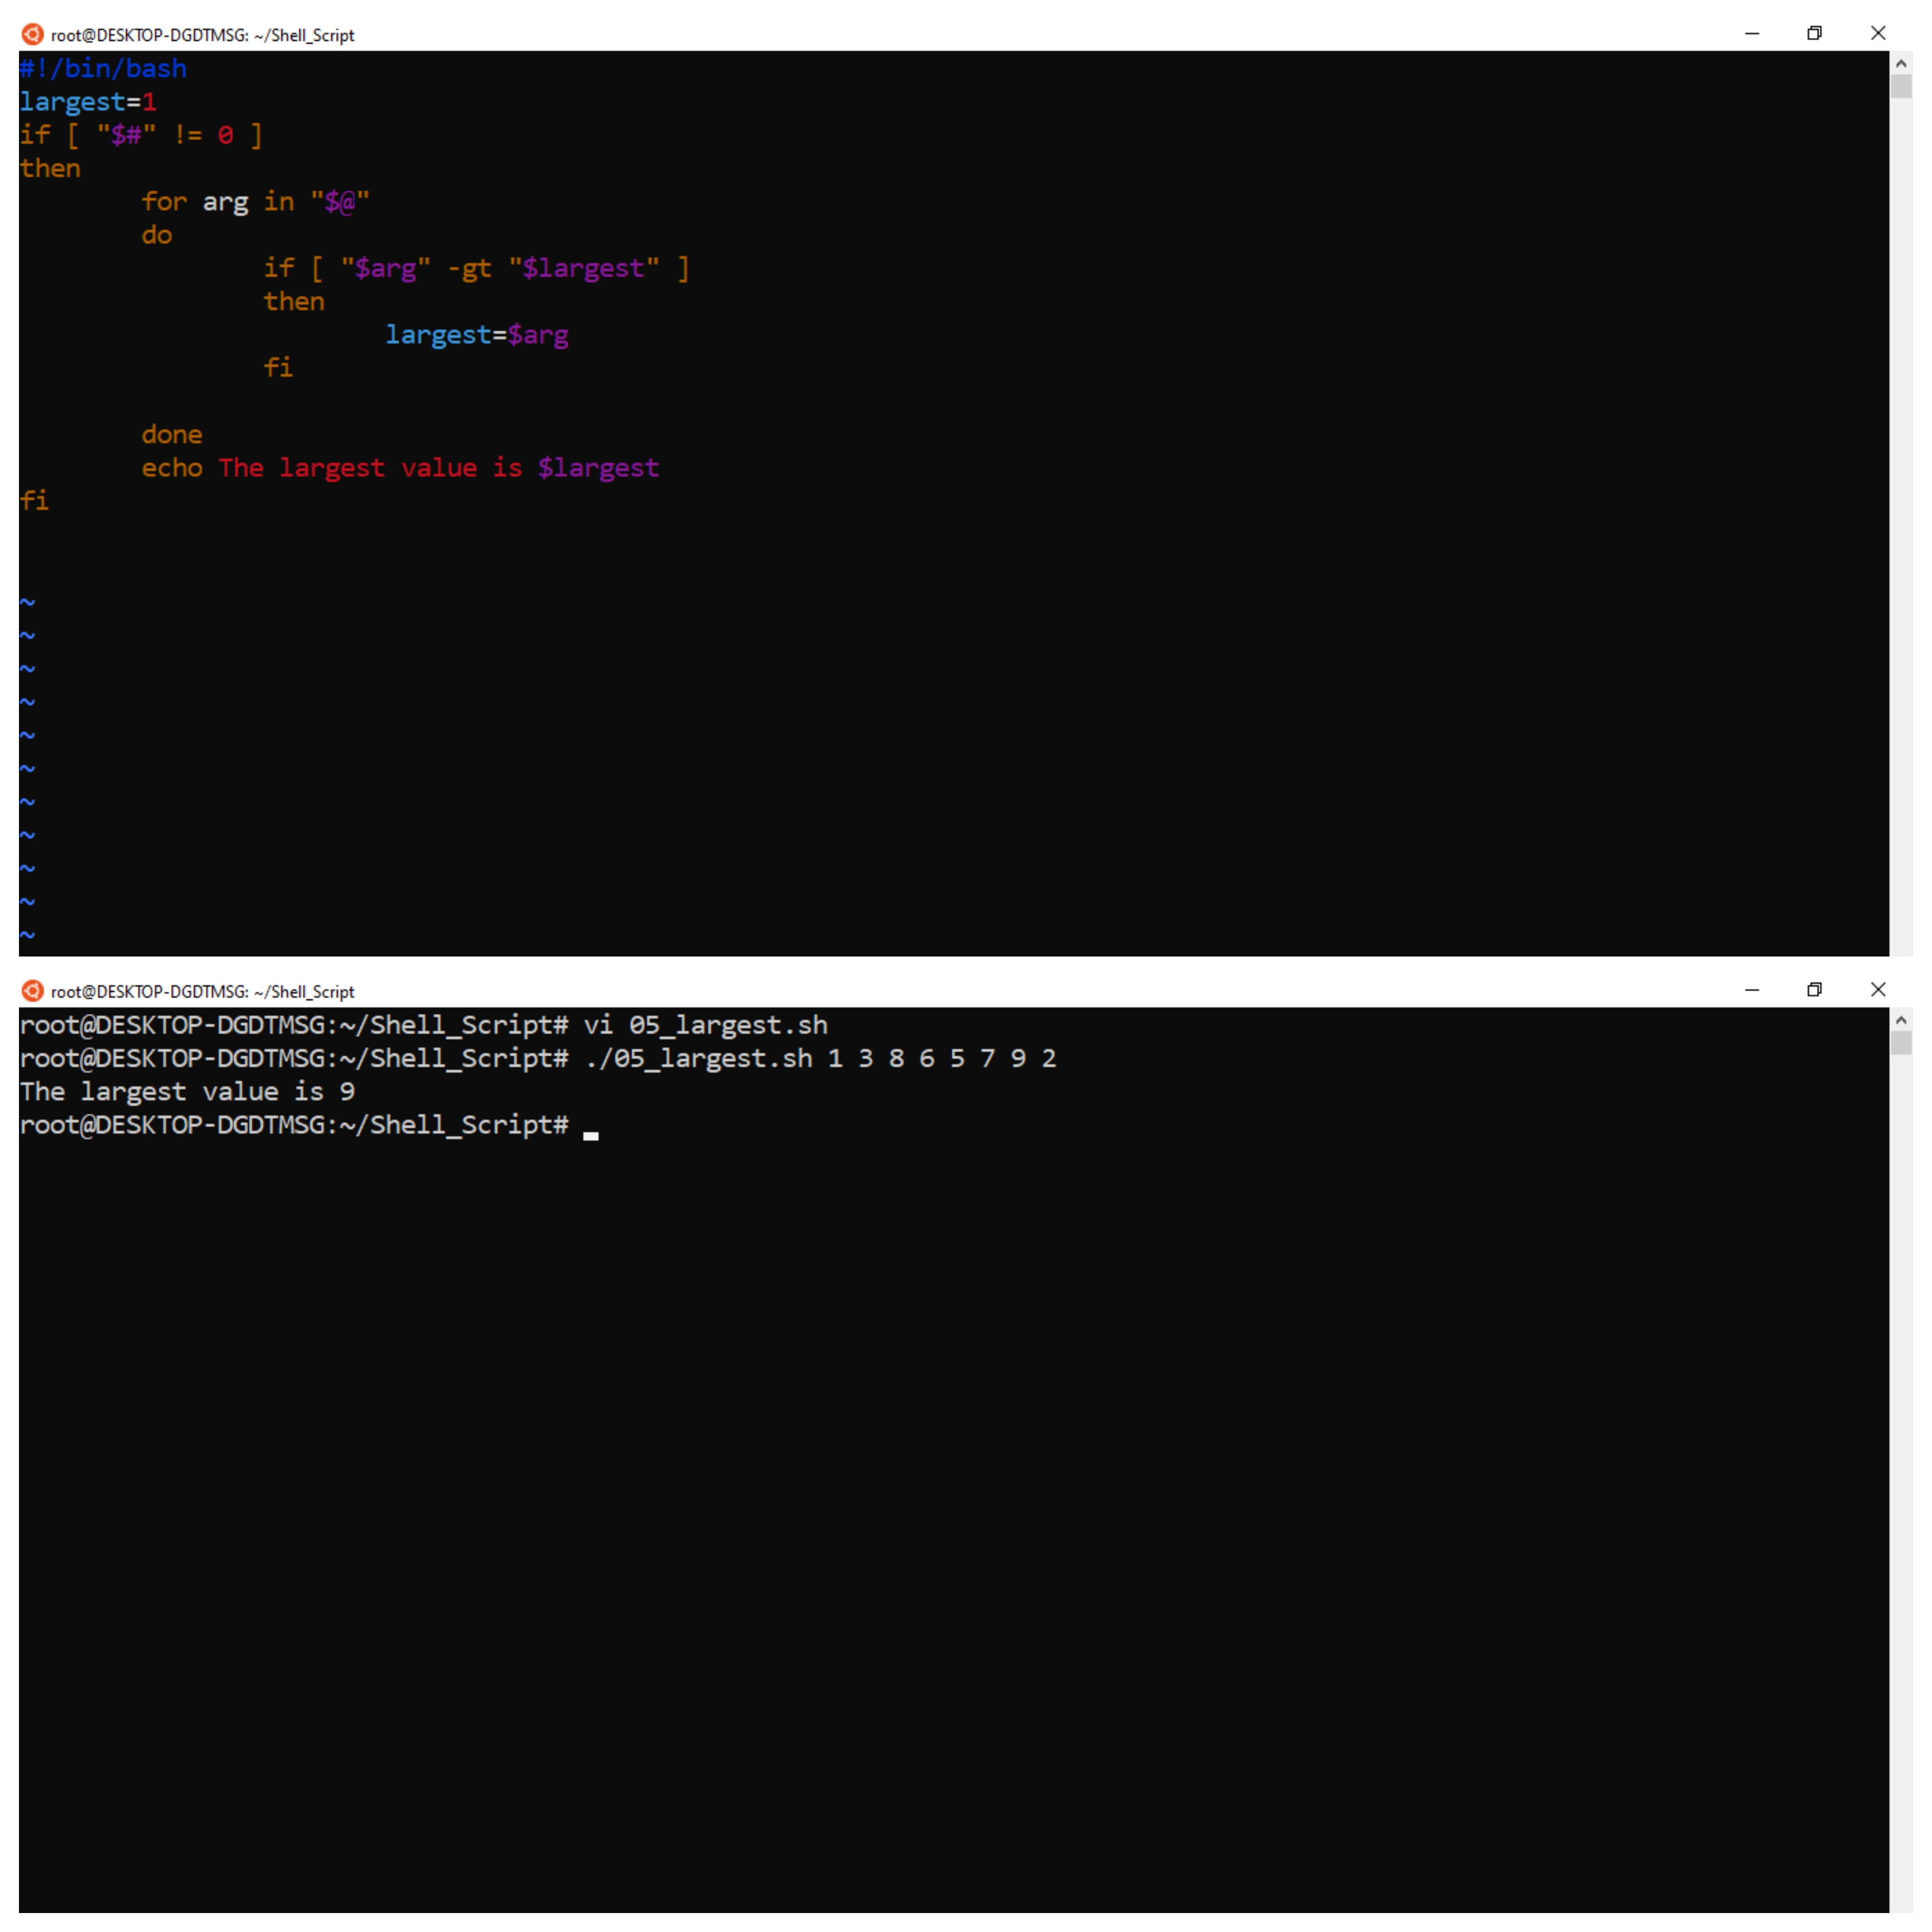 root@DESKTOP-DGDTMSG: ~/Shell_Script
#!/bin/bash
largest=1
if [ "$#" != 0 ]
then
        for arg in "$@"
        do
                if [ "$arg" -gt "$largest" ]
                then
                        largest=$arg
                fi

        done
        echo The largest value is $largest
fi


~
~
~
~
~
~
~
~
~
~
~
root@DESKTOP-DGDTMSG: ~/Shell_Script
root@DESKTOP-DGDTMSG:~/Shell_Script# vi 05_largest.sh
root@DESKTOP-DGDTMSG:~/Shell_Script# ./05_largest.sh 1 3 8 6 5 7 9 2
The largest value is 9
root@DESKTOP-DGDTMSG:~/Shell_Script#